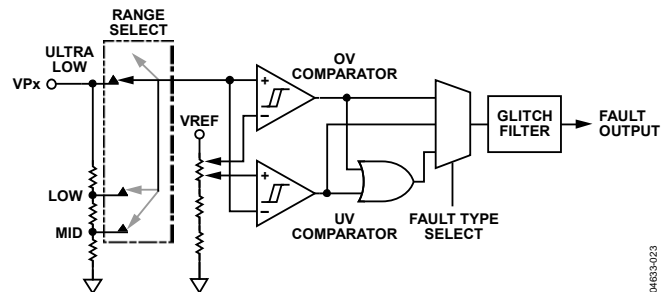 RANGE
SELECT
ULTRA
LOW
VPx
LOW
MID
VREF
+
–
+
–
OV
COMPARATOR
UV
COMPARATOR
FAULT TYPE
SELECT
GLITCH
FILTER
FAULT
OUTPUT
04633-023